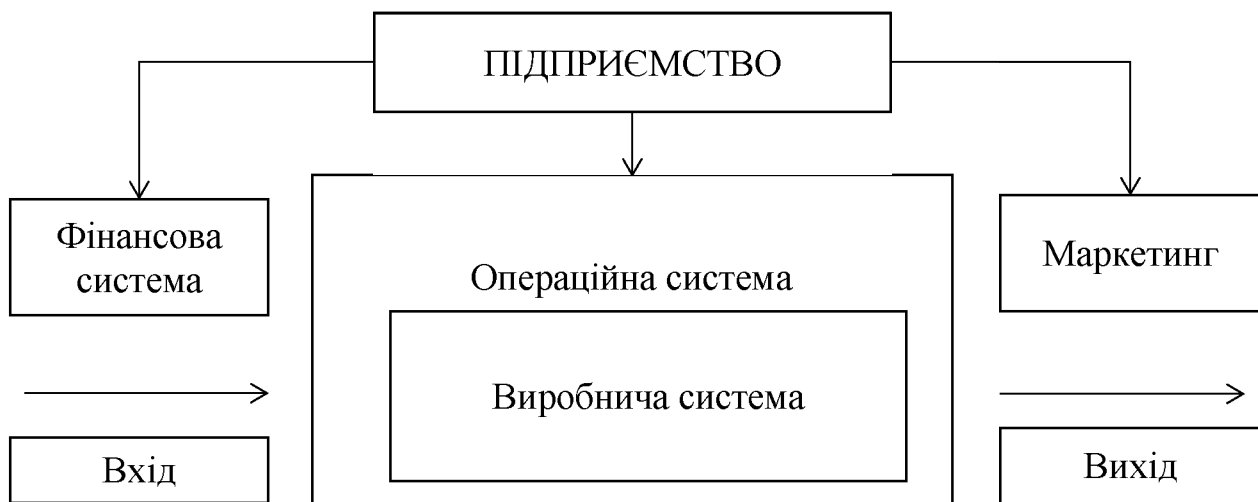 ПІДПРИЄМСТВО
Фінансова
система
Операційна система
Маркетинг
Виробнича система
Вхід
Вихід